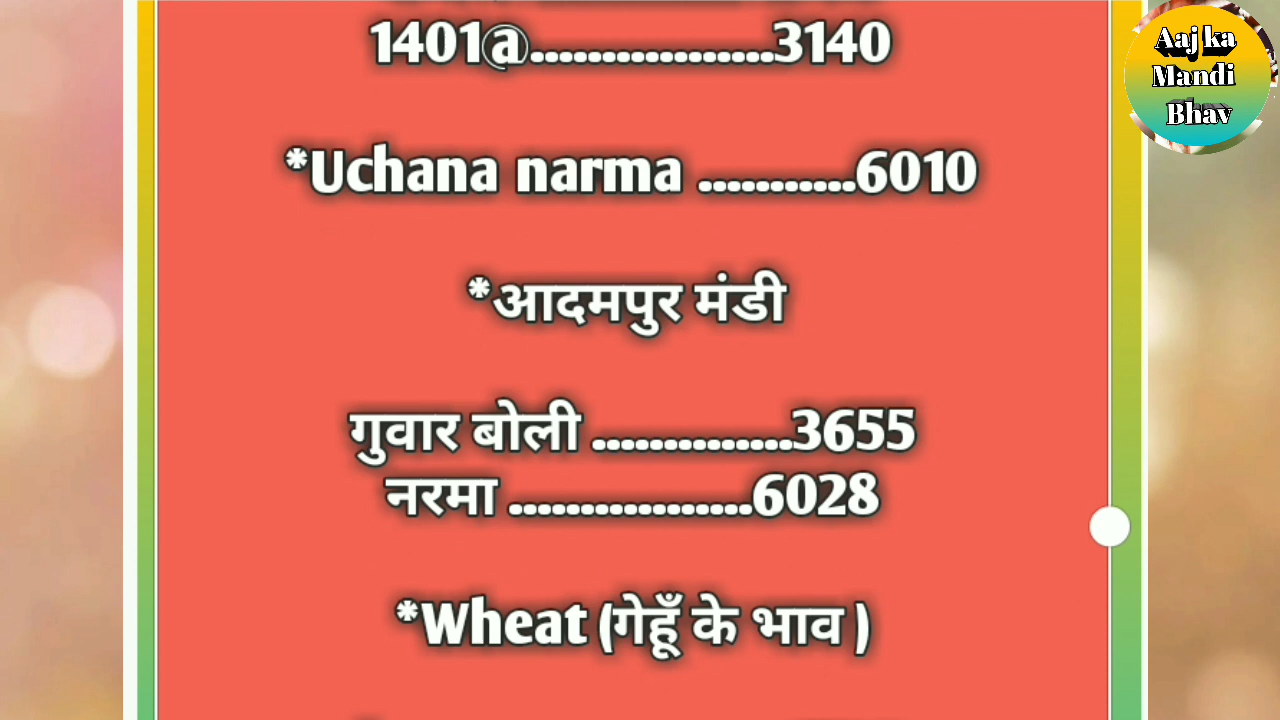 1401@.................3140
*Uchana narma ...........6010
*आदमपुर मंडी
गुवार बोली ..............3655
नरमा .................6028
*Wheat (गेहूँ के भाव )
Aaj ka
Mandi
Bhav